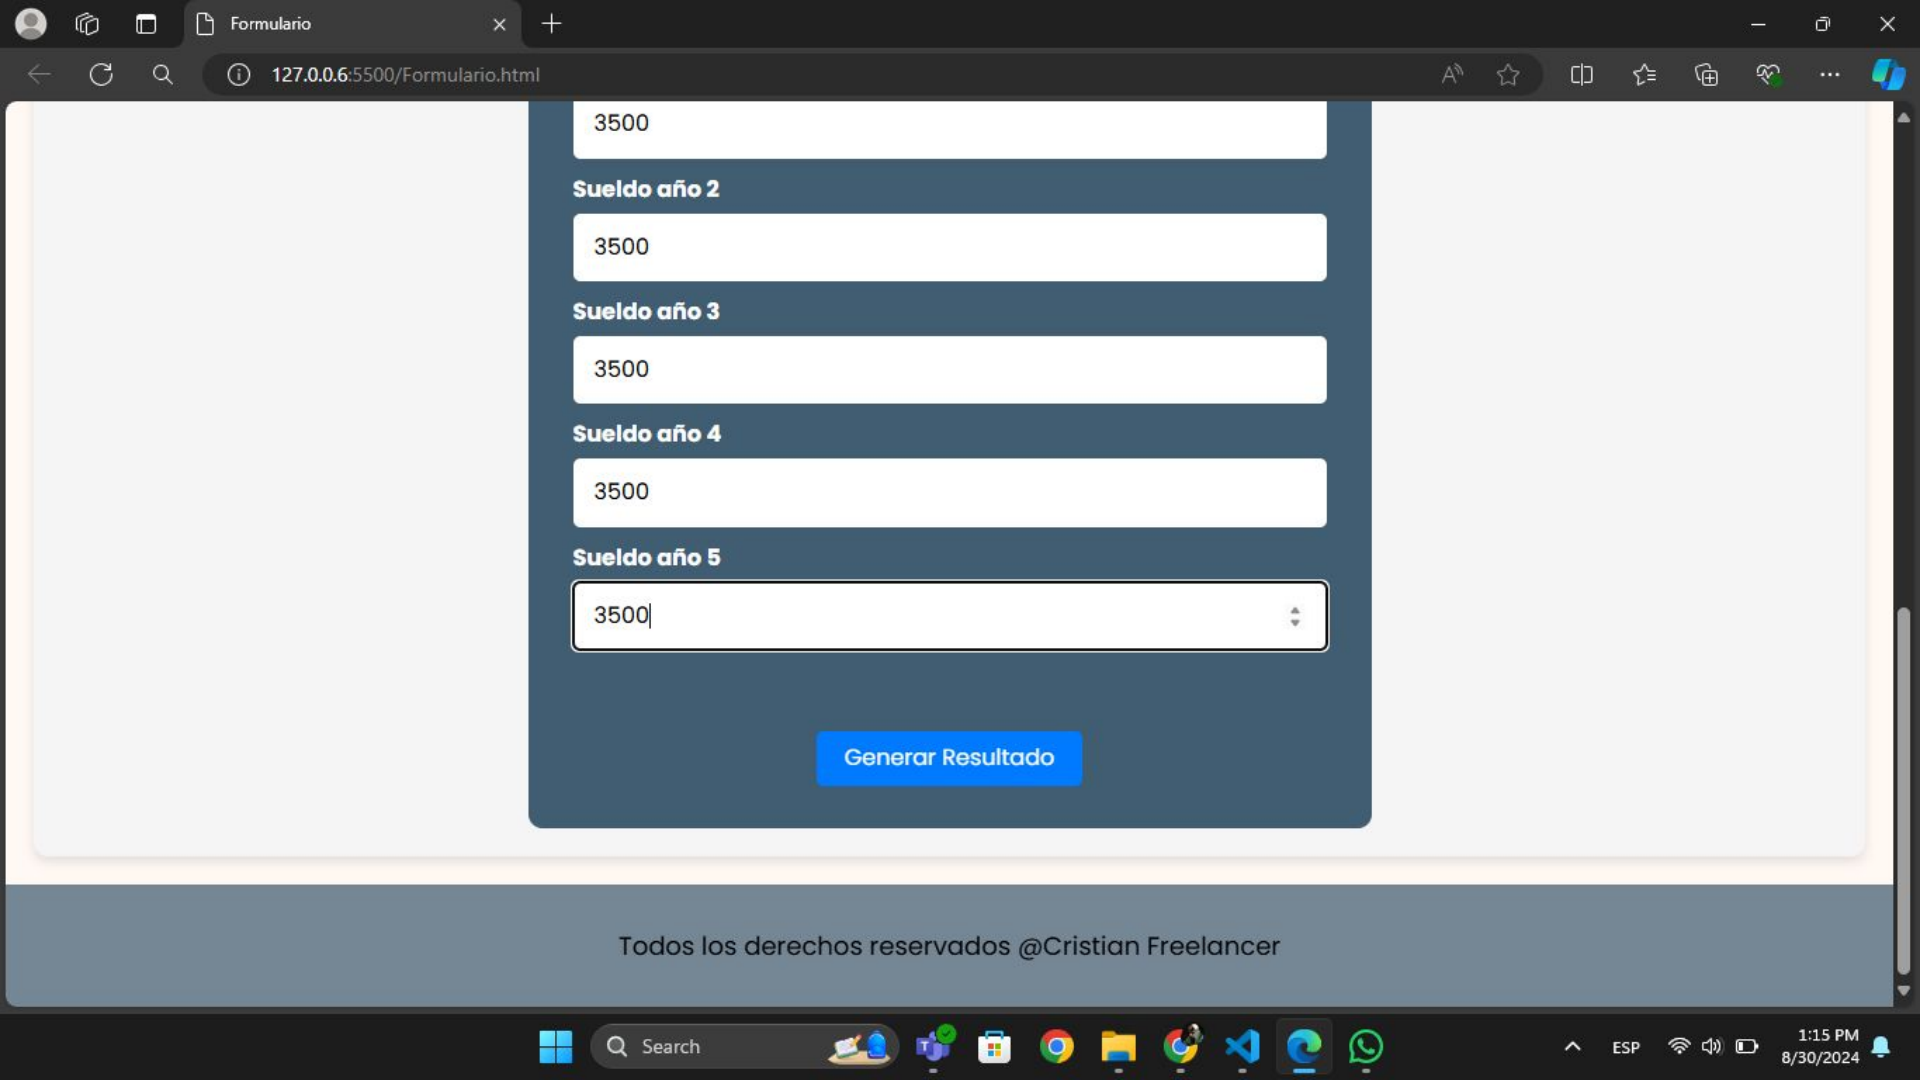 Formulario
127.0.0.6:5500/Formulario.html
3500
Sueldo año 2
3500
Sueldo año 3
3500
Sueldo año 4
3500
Sueldo año 5
3500
Generar Resultado
Todos los derechos reservados @Cristian Freelancer
Search
ESP
1:15 PM
8/30/2024